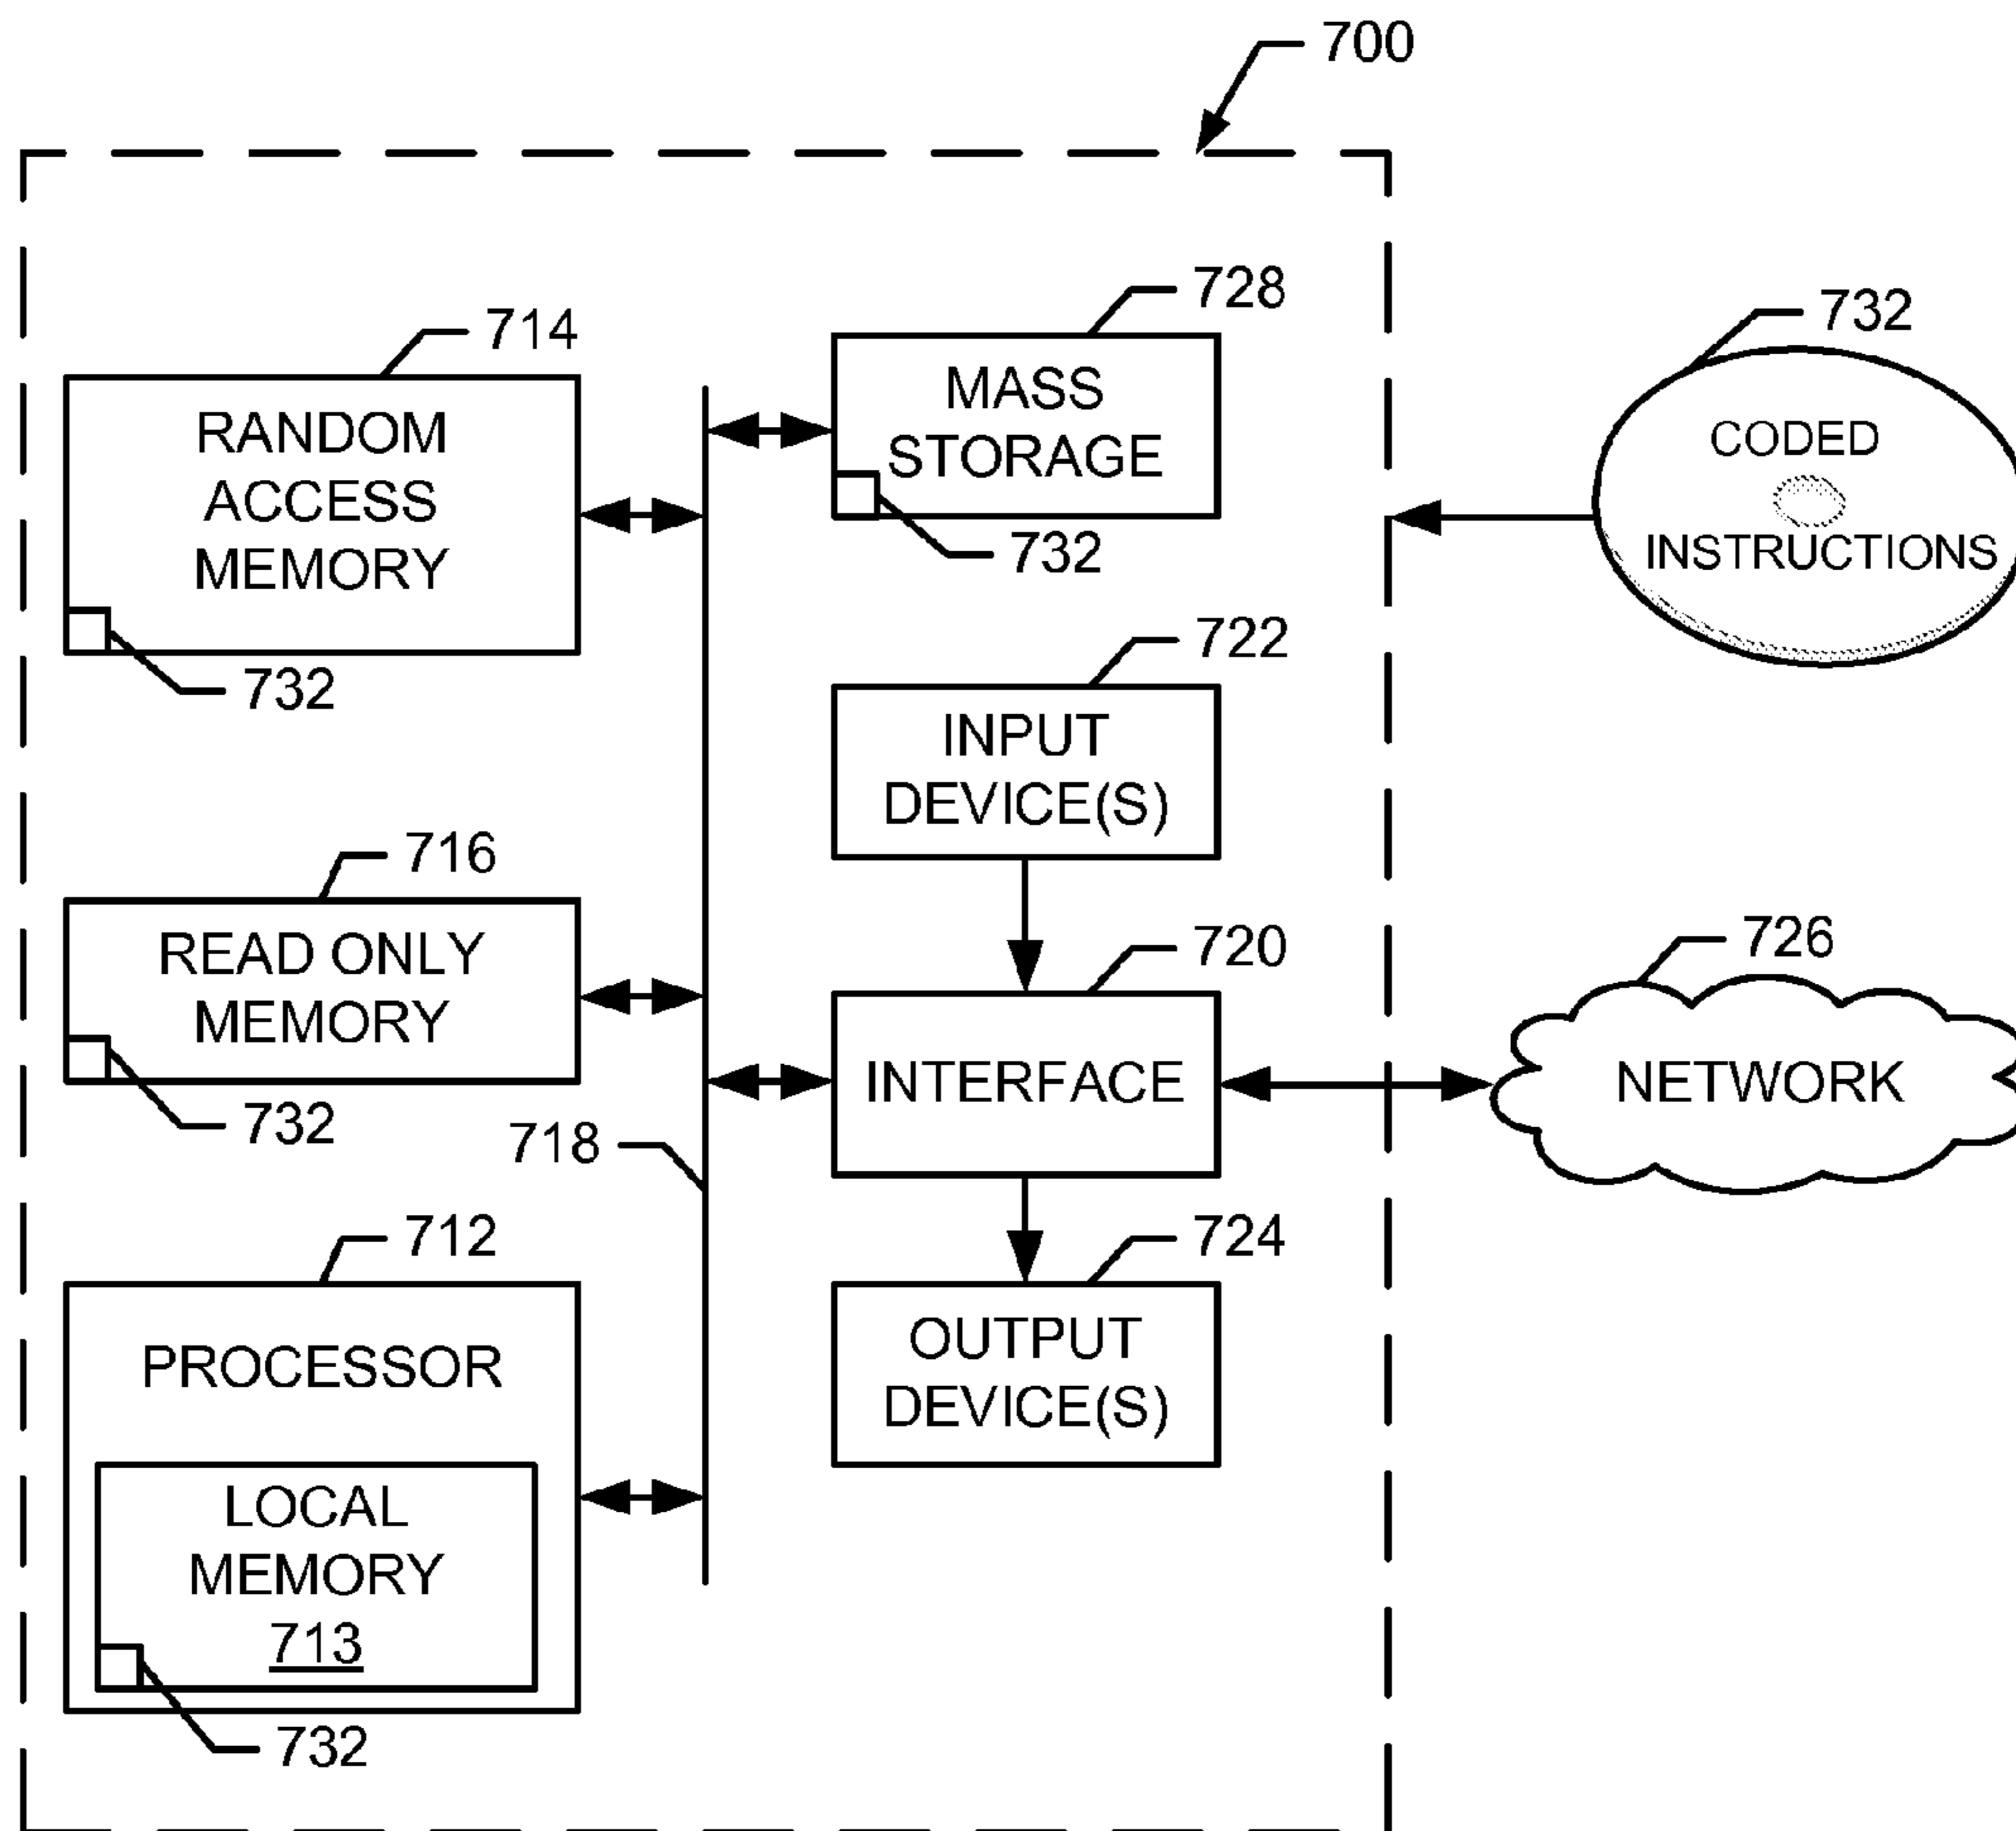 700
728
714
732
MASS
STORAGE
732
RANDOM
ACCESS
MEMORY
732
CODED
INSTRUCTIONS
722
INPUT
DEVICE(S)
716
READ ONLY
MEMORY
732
720
INTERFACE
726
NETWORK
718
712
PROCESSOR
LOCAL
MEMORY
713
732
724
OUTPUT
DEVICE(S)